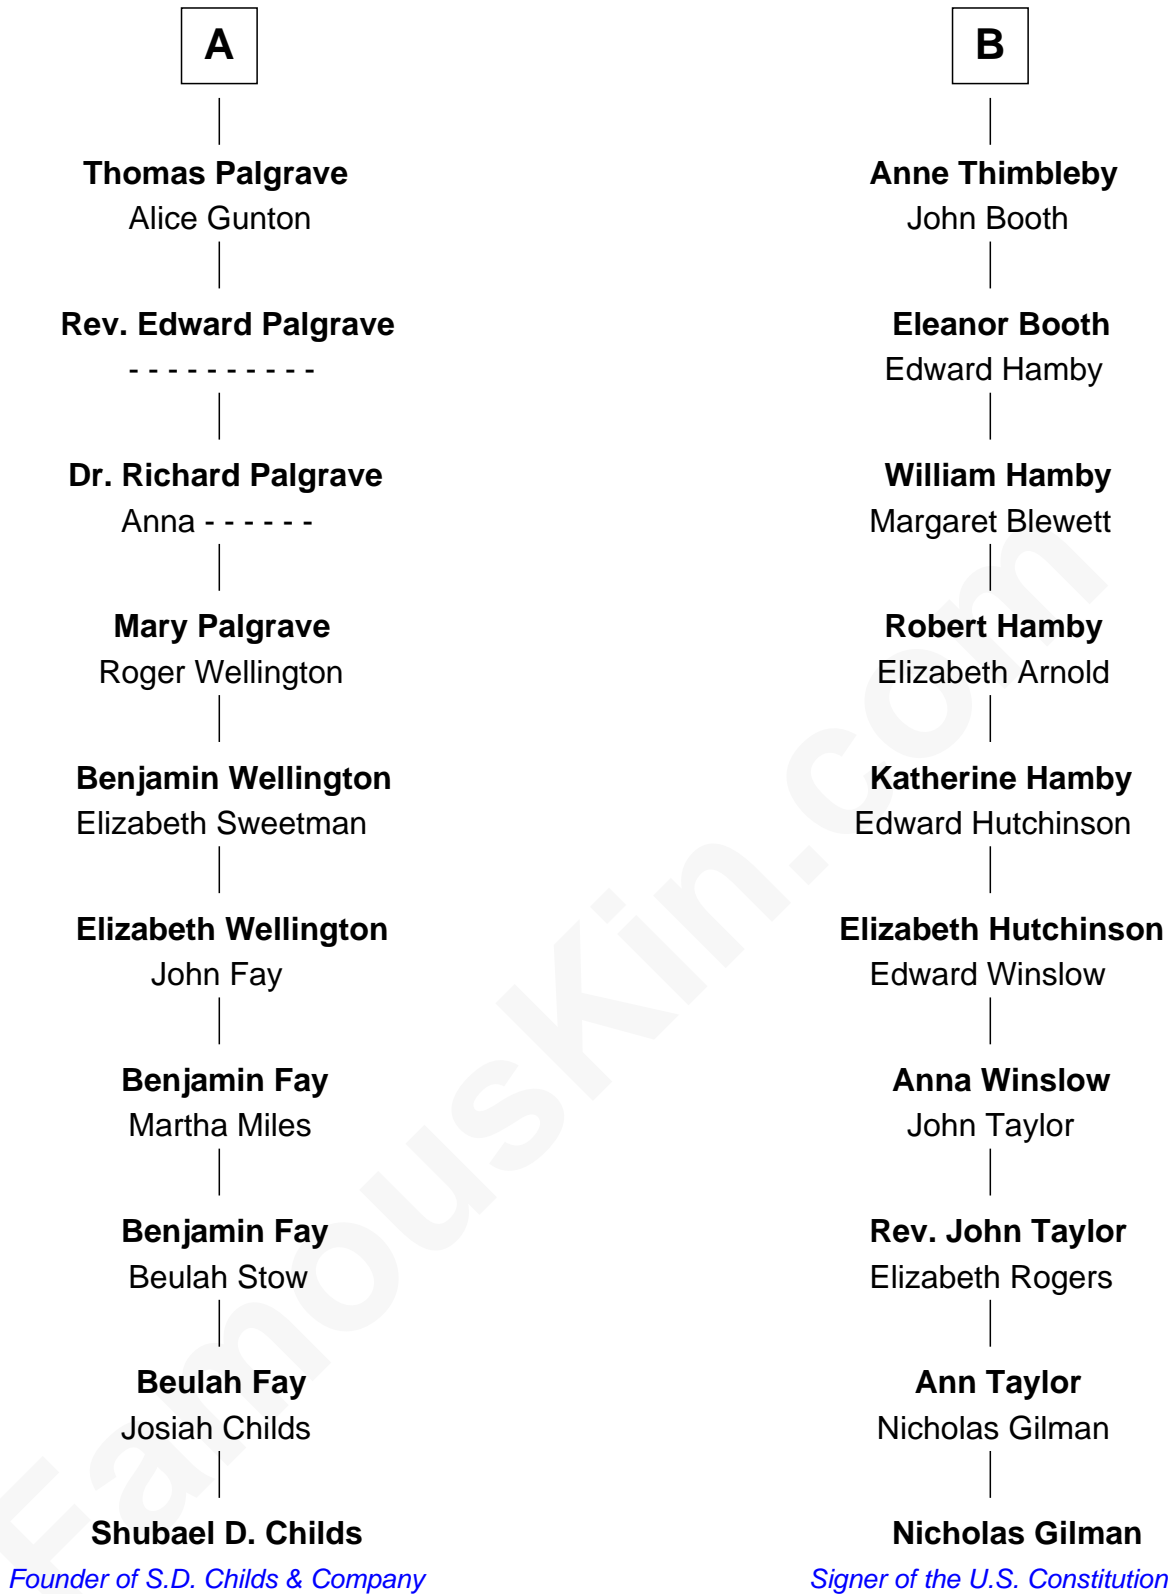 A
Thomas Palgrave
Alice Gunton
Rev. Edward Palgrave
- - - - - - - - - -
Dr. Richard Palgrave
Anna - - - - - -
Mary Palgrave
Roger Wellington
Benjamin Wellington
Elizabeth Sweetman
Elizabeth Wellington
John Fay
Benjamin Fay
Martha Miles
Benjamin Fay
Beulah Stow
Beulah Fay
Josiah Childs
Shubael D. Childs
Founder of S.D. Childs & Company
B
Anne Thimbleby
John Booth
Eleanor Booth
Edward Hamby
William Hamby
Margaret Blewett
Robert Hamby
Elizabeth Arnold
Katherine Hamby
Edward Hutchinson
Elizabeth Hutchinson
Edward Winslow
Anna Winslow
John Taylor
Rev. John Taylor
Elizabeth Rogers
Ann Taylor
Nicholas Gilman
Nicholas Gilman
Signer of the U.S. Constitution
FamousKin.com